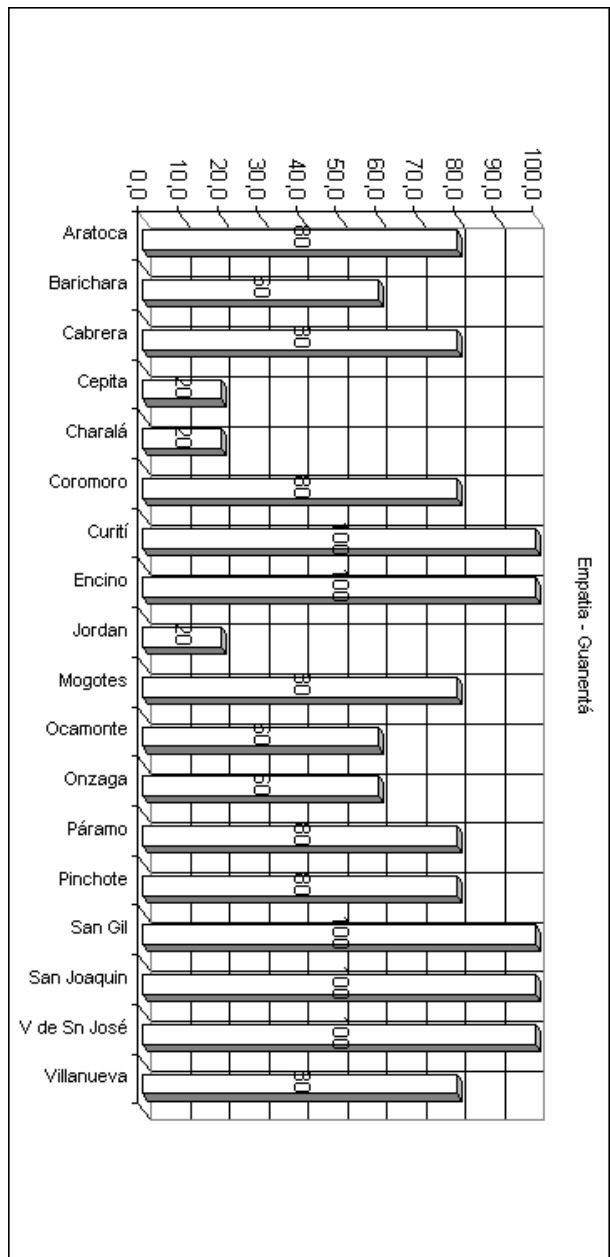 Empatia - Guanentá
100,0
90,0
80,0
70,0
60,0
50,0
40,0
30,0
20,0
10,0
0,0
80
60
80
20
20
80
100
100
20
80
60
60
80
80
100
100
100
80
Aratoca
Barichara
Cabrera
Cepita
Charalá
Coromoro
Curití
Encino
Jordan
Mogotes
Ocamonte
Onzaga
Páramo
Pinchote
San Gil
San Joaquin
V de Sn José
Villanueva